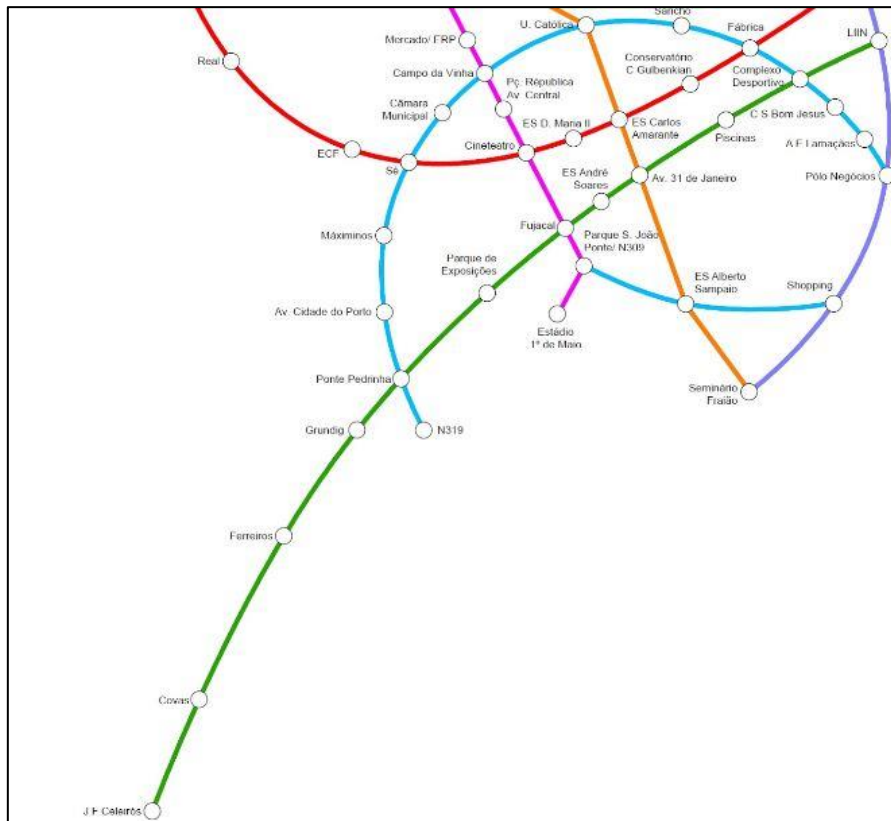 Sancho
U. Católica
Fábrica
LIIN
Mercado/ FRP
Real
Conservatório
C Gulbenkian
Campo da Vinha
Complexo
Desportivo
Pç. República
Av. Central
Câmara
Municipal
C S Bom Jesus
ES D. Maria II
ES Carlos
Amarante
Piscinas
Cineteatro
A F Lamaçães
ECF
Sé
ES André
Soares
Av. 31 de Janeiro
Pólo Negócios
Fujacal
Máximinos
Parque S. João
Ponte/ N309
Parque de
Exposições
ES Alberto
Sampaio
Shopping
Av. Cidade do Porto
Estádio
1º de Maio
Ponte Pedrinha
Seminário
Fraião
Grundig
N319
Ferreiros
Covas
J F Celeirós